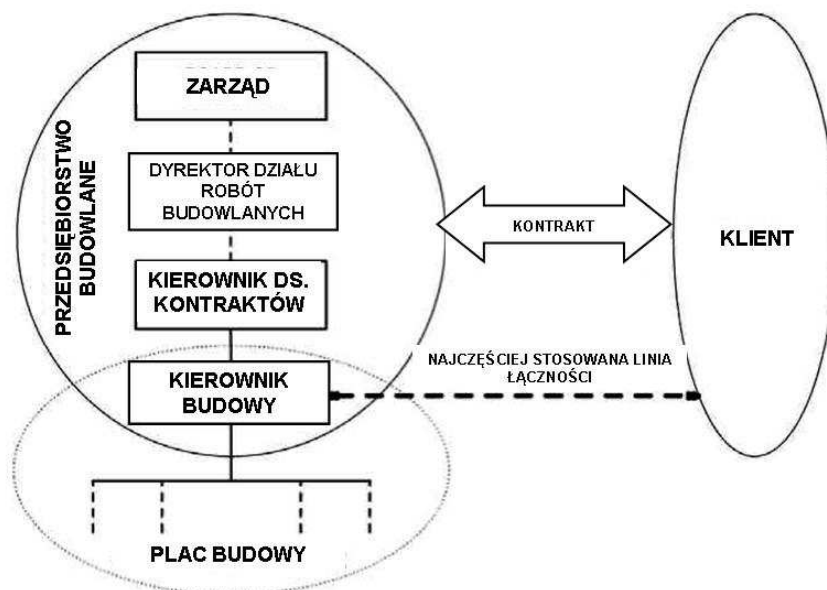 ZARZĄD
DYREKTOR DZIAŁU
ROBÓT
BUDOWLANYCH
KIEROWNIK DS.
KONTRAKTÓW
KIEROWNIK
BUDOWY
PLAC BUDOWY
PRZEDSIĘBIORSTWO
BUDOWLANE
KONTRAKT
KLIENT
NAJCZĘŚCIEJ STOSOWANA LINIA
ŁĄCZNOŚCI